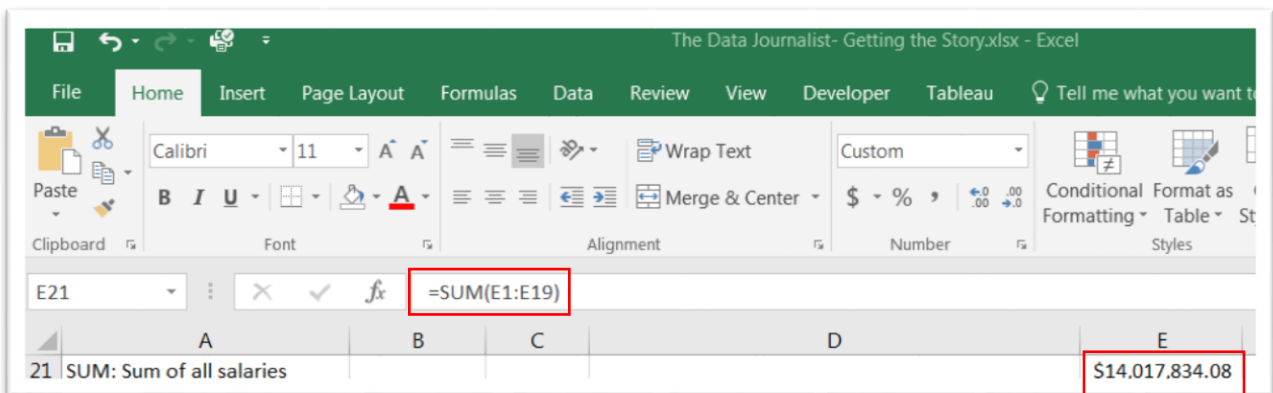 The Data Journalist- Getting the Story.xlsx - Excel
File Home Insert Page Layout Formulas Data Review View Developer Tableau Tell me what you want
Calibri 11 A A Wrap Text Custom
Paste B I U A Merge & Center $ % , .00 .00 Conditional Format as
Formatting Table
Clipboard Font Alignment Number Styles
E21 fx =SUM(E1:E19)
A B C D E
21 SUM: Sum of all salaries $14,017,834.08